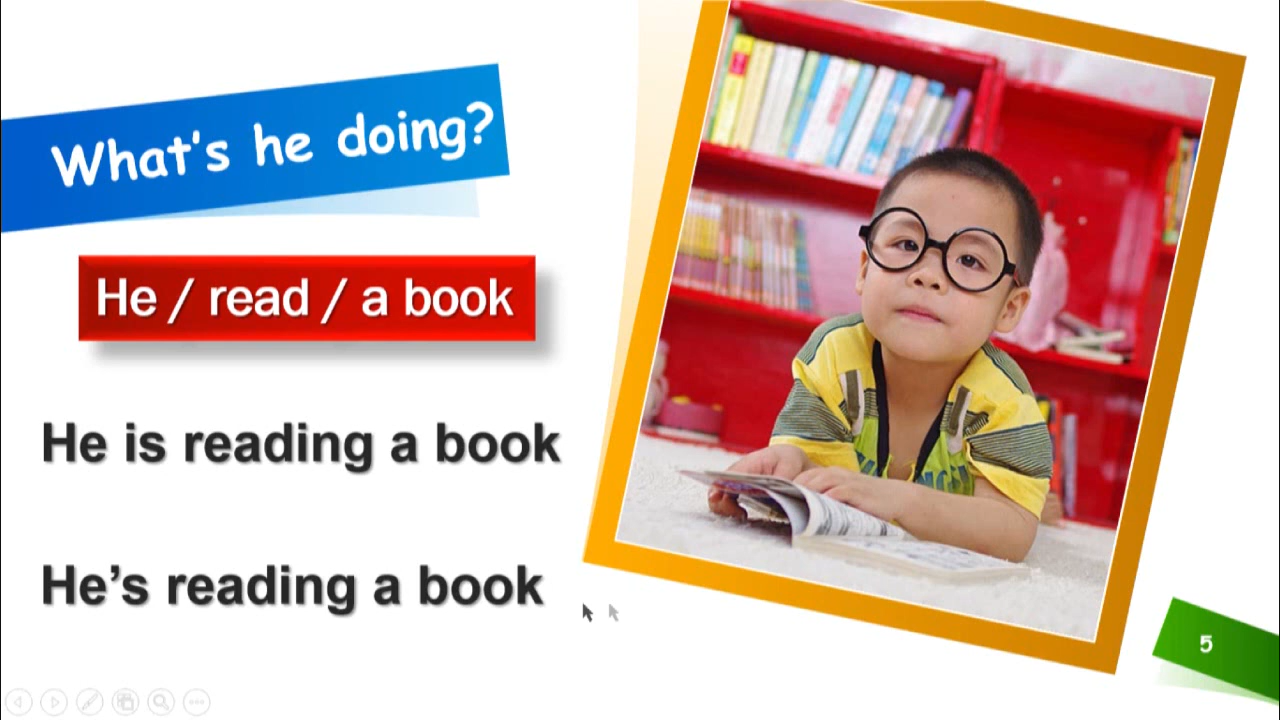 What's he doing?
He / read / a book
He is reading a book
He’s reading a book
5